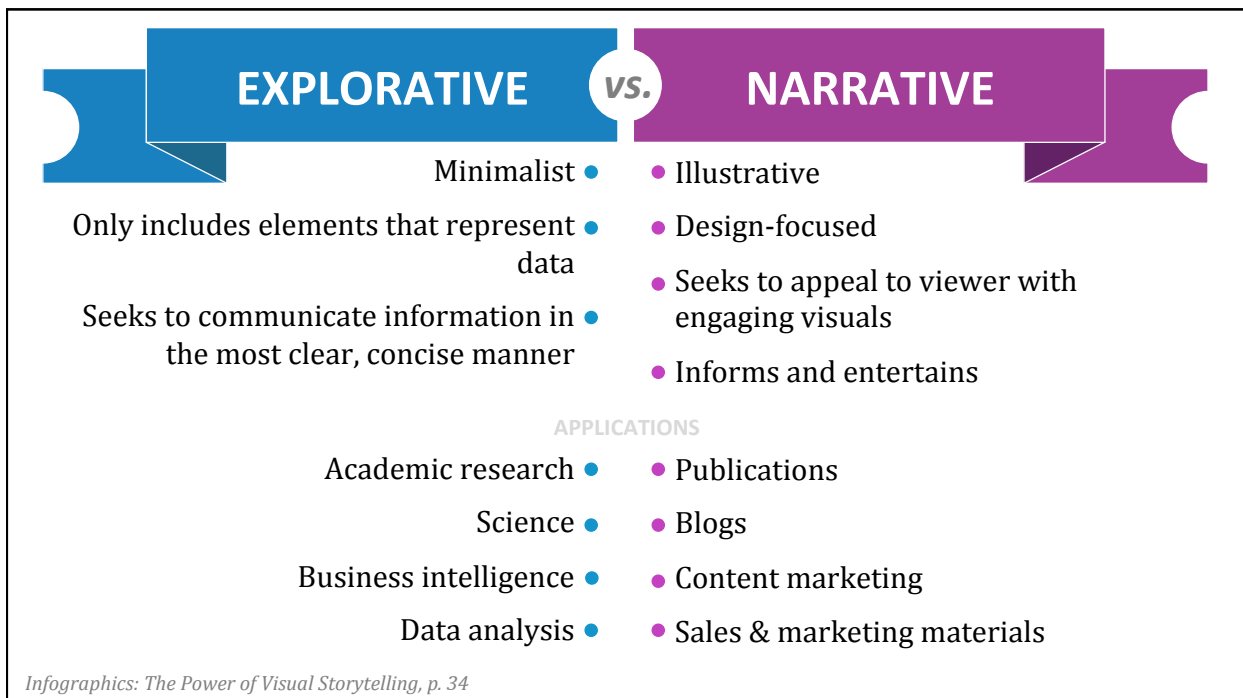 EXPLORATIVE vs. NARRATIVE
Minimalist
Only includes elements that represent
data
Seeks to communicate information in
the most clear, concise manner
Illustrative
Design-focused
Seeks to appeal to viewer with
engaging visuals
Informs and entertains
APPLICATIONS
Academic research
Science
Business intelligence
Data analysis
Publications
Blogs
Content marketing
Sales & marketing materials
Infographics: The Power of Visual Storytelling, p. 34